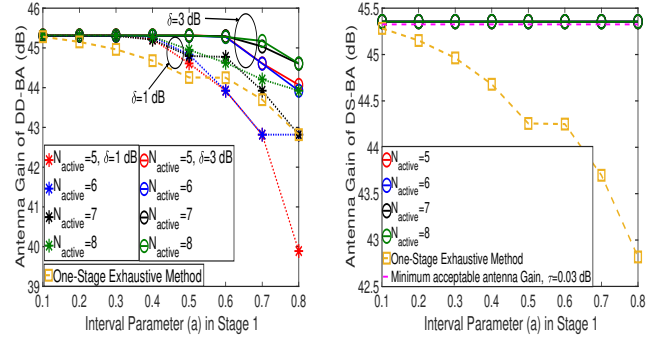 Antenna Gain of DD-BA (dB)
46
45
44
43
42
41
40
39
δ=3 dB
δ=1 dB
N_active=5, δ=1 dB
N_active=6
N_active=7
N_active=8
N_active=5, δ=3 dB
N_active=6
N_active=7
N_active=8
One-Stage Exhaustive Method
0.1 0.2 0.3 0.4 0.5 0.6 0.7 0.8
Interval Parameter (a) in Stage 1
Antenna Gain of DS-BA (dB)
45.5
45
44.5
44
43.5
43
42.5
N_active=5
N_active=6
N_active=7
N_active=8
One-Stage Exhaustive Method
Minimum acceptable antenna Gain, τ=0.03 dB
0.1 0.2 0.3 0.4 0.5 0.6 0.7 0.8
Interval Parameter (a) in Stage 1